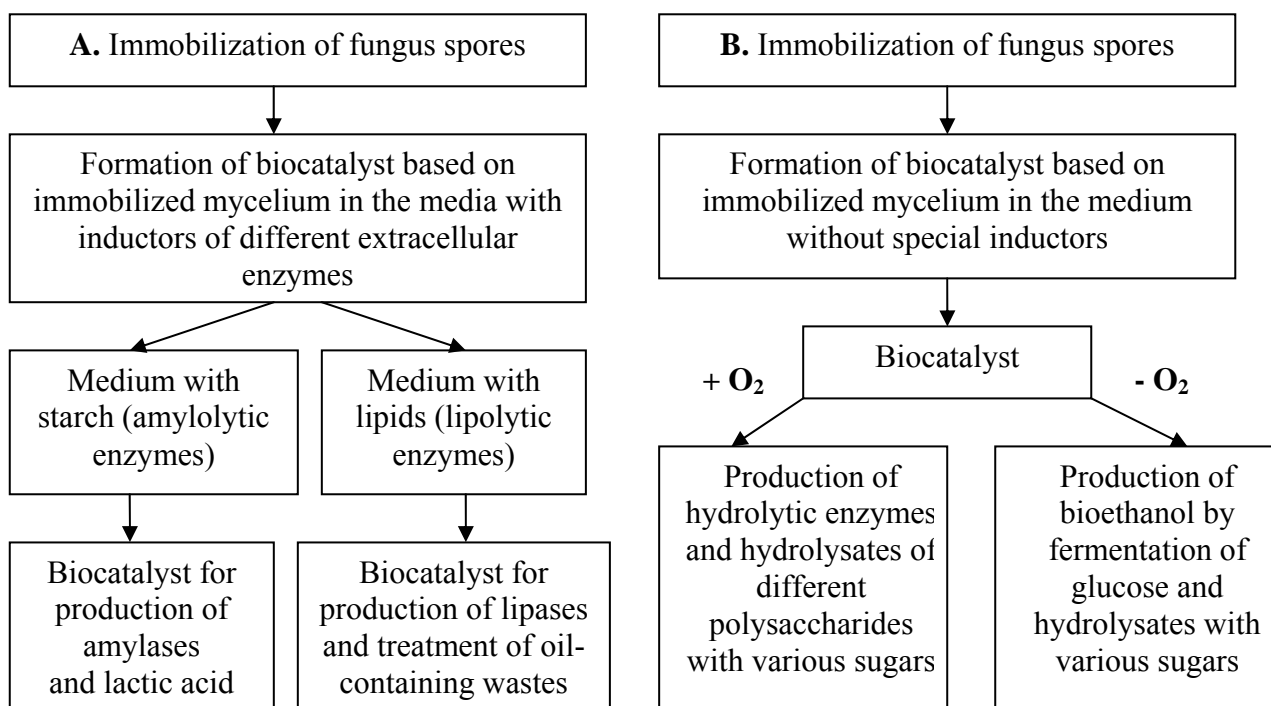 A. Immobilization of fungus spores
Formation of biocatalyst based on
immobilized mycelium in the media with
inductors of different extracellular
enzymes
Medium with
starch (amylolytic
enzymes)
Medium with
lipids (lipolytic
enzymes)
Biocatalyst for
production of
amylases
and lactic acid
Biocatalyst for
production of lipases
and treatment of oil-
containing wastes
B. Immobilization of fungus spores
Formation of biocatalyst based on
immobilized mycelium in the medium
without special inductors
Biocatalyst
+ O₂
- O₂
Production of
hydrolytic enzymes
and hydrolysates of
different
polysaccharides
with various sugars
Production of
bioethanol by
fermentation of
glucose and
hydrolysates with
various sugars